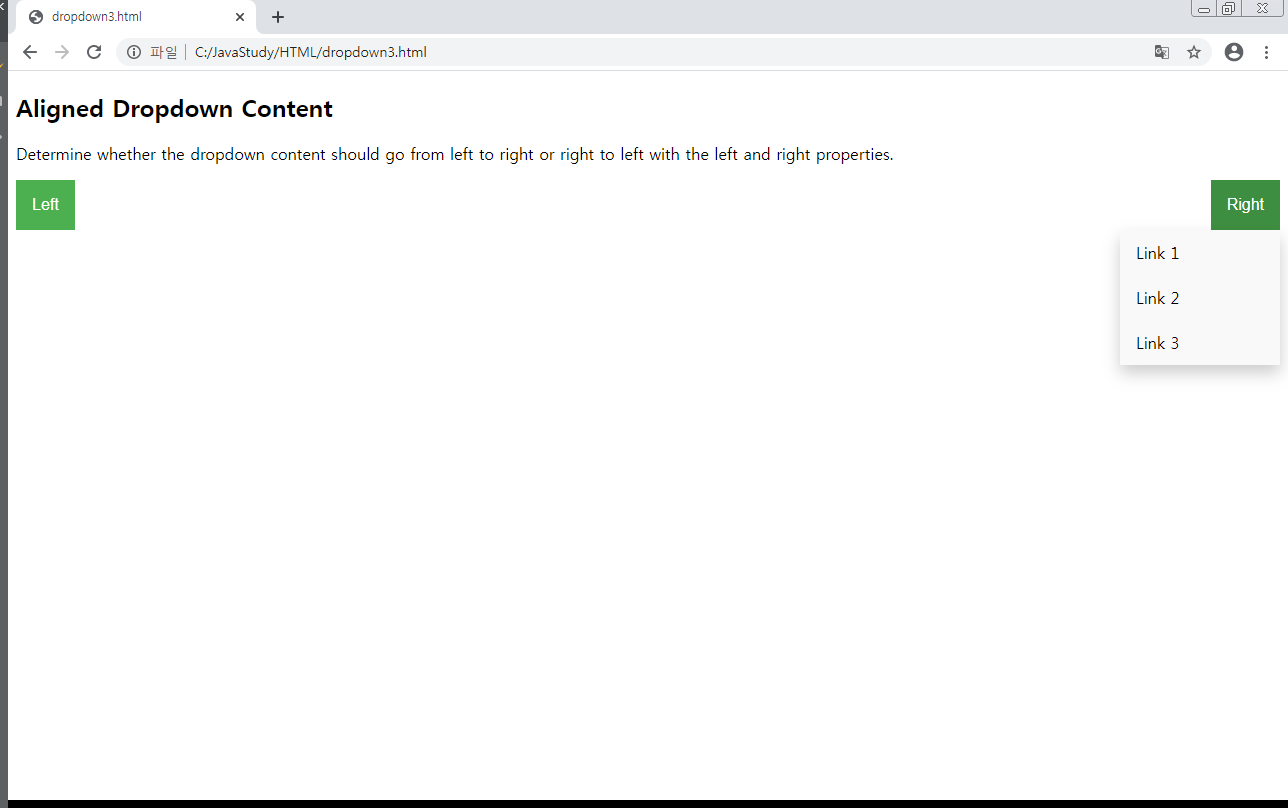 dropdown3.html
파일 C:/JavaStudy/HTML/dropdown3.html
Aligned Dropdown Content
Determine whether the dropdown content should go from left to right or right to left with the left and right properties.
Left Right
Link 1
Link 2
Link 3